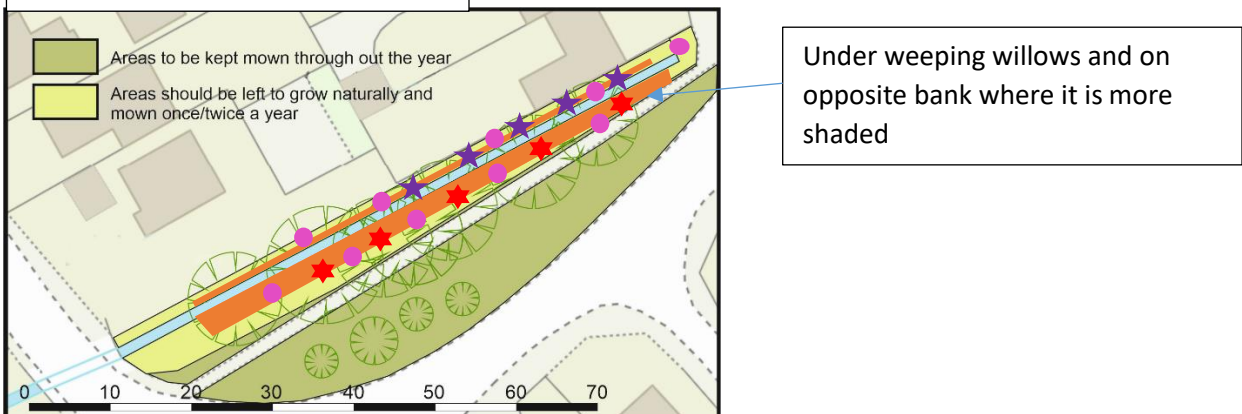 Areas to be kept mown through out the year
Areas should be left to grow naturally and
mown once/twice a year
Under weeping willows and on
opposite bank where it is more
shaded
0 10 20 30 40 50 60 70